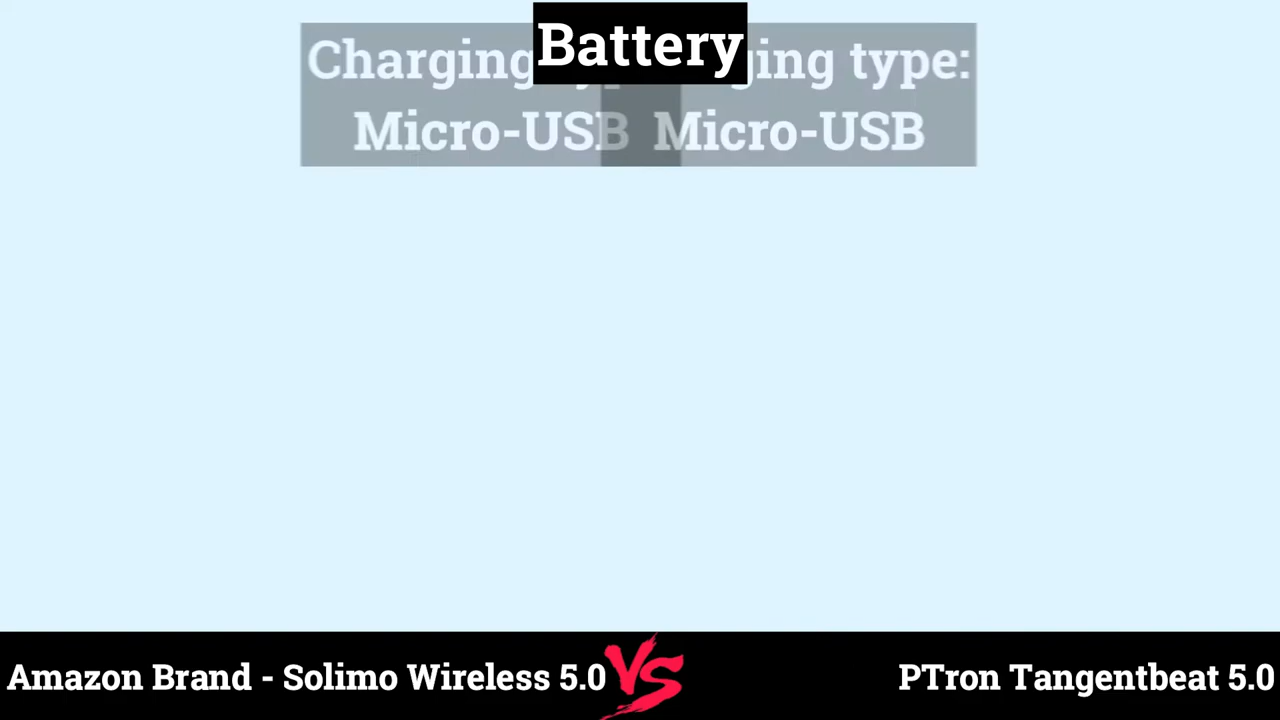 Battery
Charging ging type:
Micro-USB Micro-USB
Amazon Brand - Solimo Wireless 5.0 VS PTron Tangentbeat 5.0